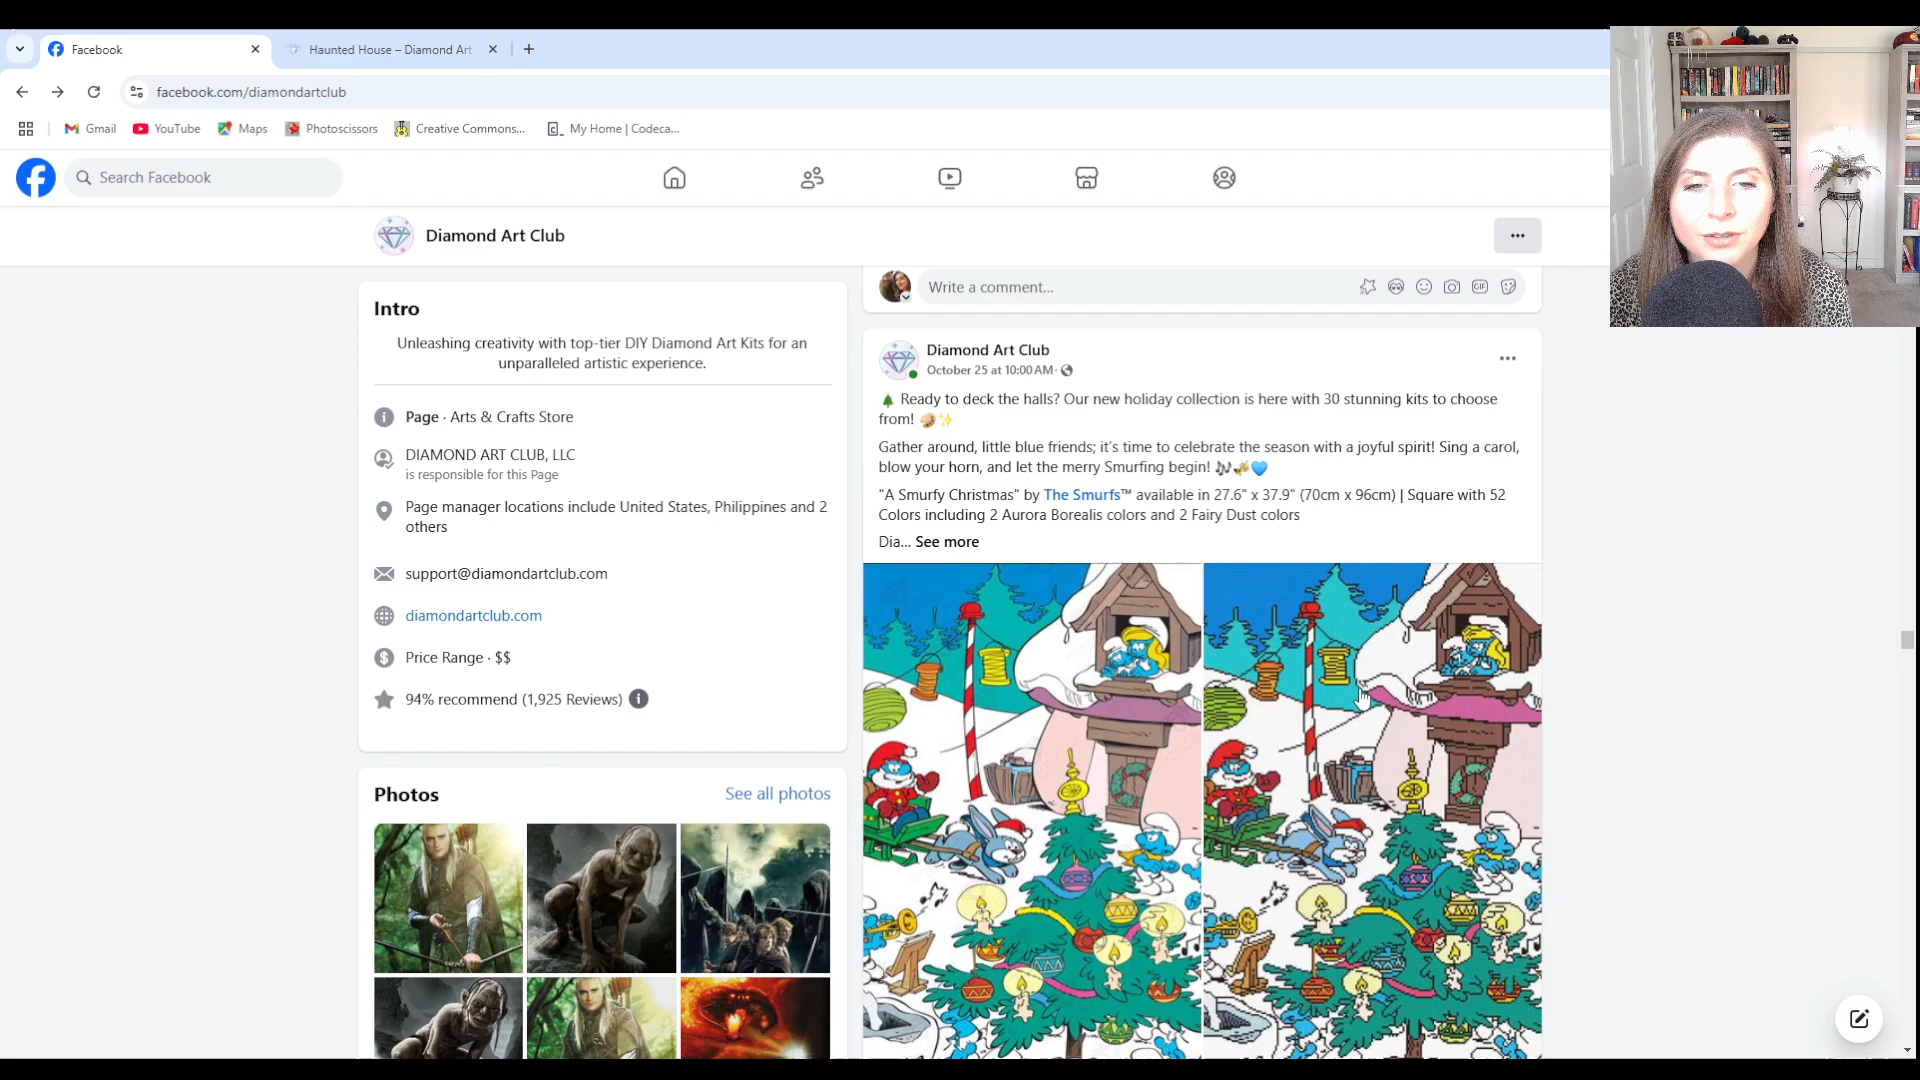 Facebook
Haunted House – Diamond Art
facebook.com/diamondartclub
Gmail
YouTube
Maps
Photoscissors
Creative Commons...
My Home | Codeca...
Search Facebook
Diamond Art Club
Intro
Unleashing creativity with top-tier DIY Diamond Art Kits for an
unparalleled artistic experience.
Page · Arts & Crafts Store
DIAMOND ART CLUB, LLC
is responsible for this Page
Page manager locations include United States, Philippines and 2
others
support@diamondartclub.com
diamondartclub.com
Price Range · $$
94% recommend (1,925 Reviews)
Photos
See all photos
Write a comment...
GIF
Diamond Art Club
October 25 at 10:00 AM ·
🎄 Ready to deck the halls? Our new holiday collection is here with 30 stunning kits to choose
from! 🪩✨
Gather around, little blue friends; it's time to celebrate the season with a joyful spirit! Sing a carol,
blow your horn, and let the merry Smurfing begin! 🎶🎺💙
"A Smurfy Christmas" by The Smurfs™ available in 27.6" x 37.9" (70cm x 96cm) | Square with 52
Colors including 2 Aurora Borealis colors and 2 Fairy Dust colors
Dia... See more